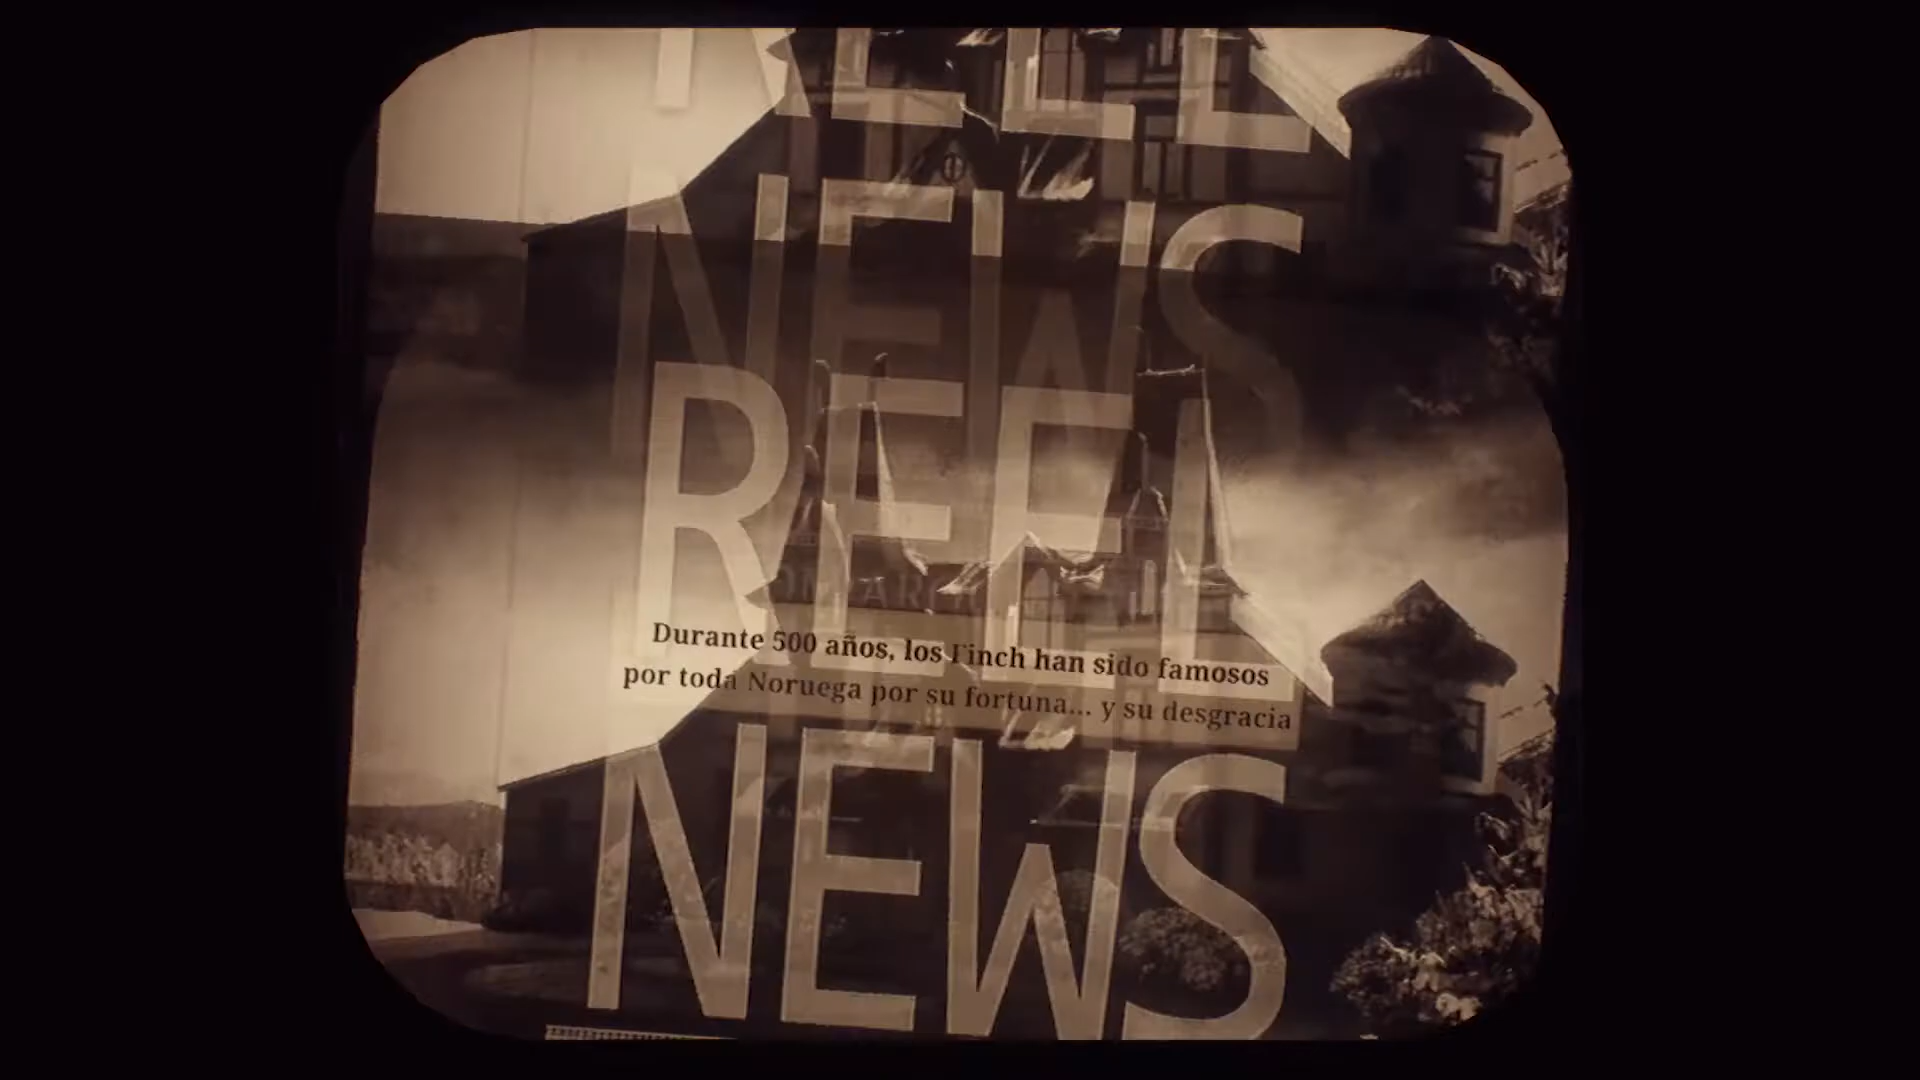 REEL
NEWS
REEL
Durante 500 años, los Finch han sido famosos
por toda Noruega por su fortuna... y su desgracia
NEWS